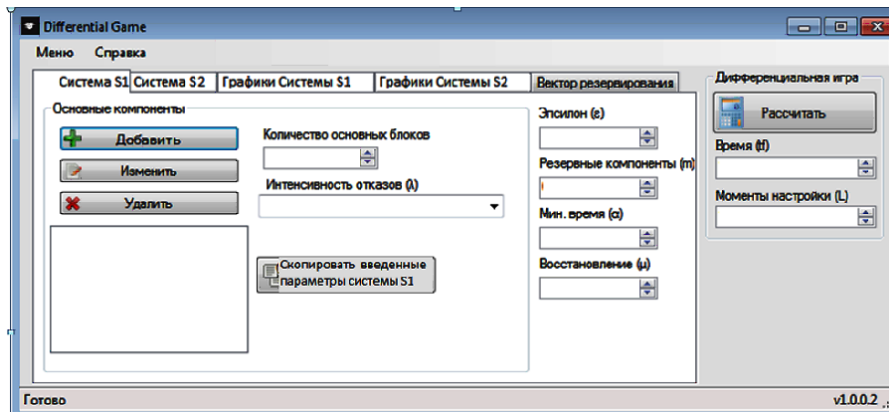 Differential Game
Меню Справка
Система S1 Система S2 Графики Системы S1 Графики Системы S2 Вектор резервирования
Основные компоненты
Добавить
Изменить
Удалить
Количество основных блоков
Интенсивность отказов (λ)
Скопировать введенные
параметры системы S1
Эпсилон (ε)
Резервные компоненты (m)
Мин. время (α)
Восстановление (μ)
Дифференциальная игра
Рассчитать
Время (tf)
Моменты настройки (L)
Готово
v1.0.0.2